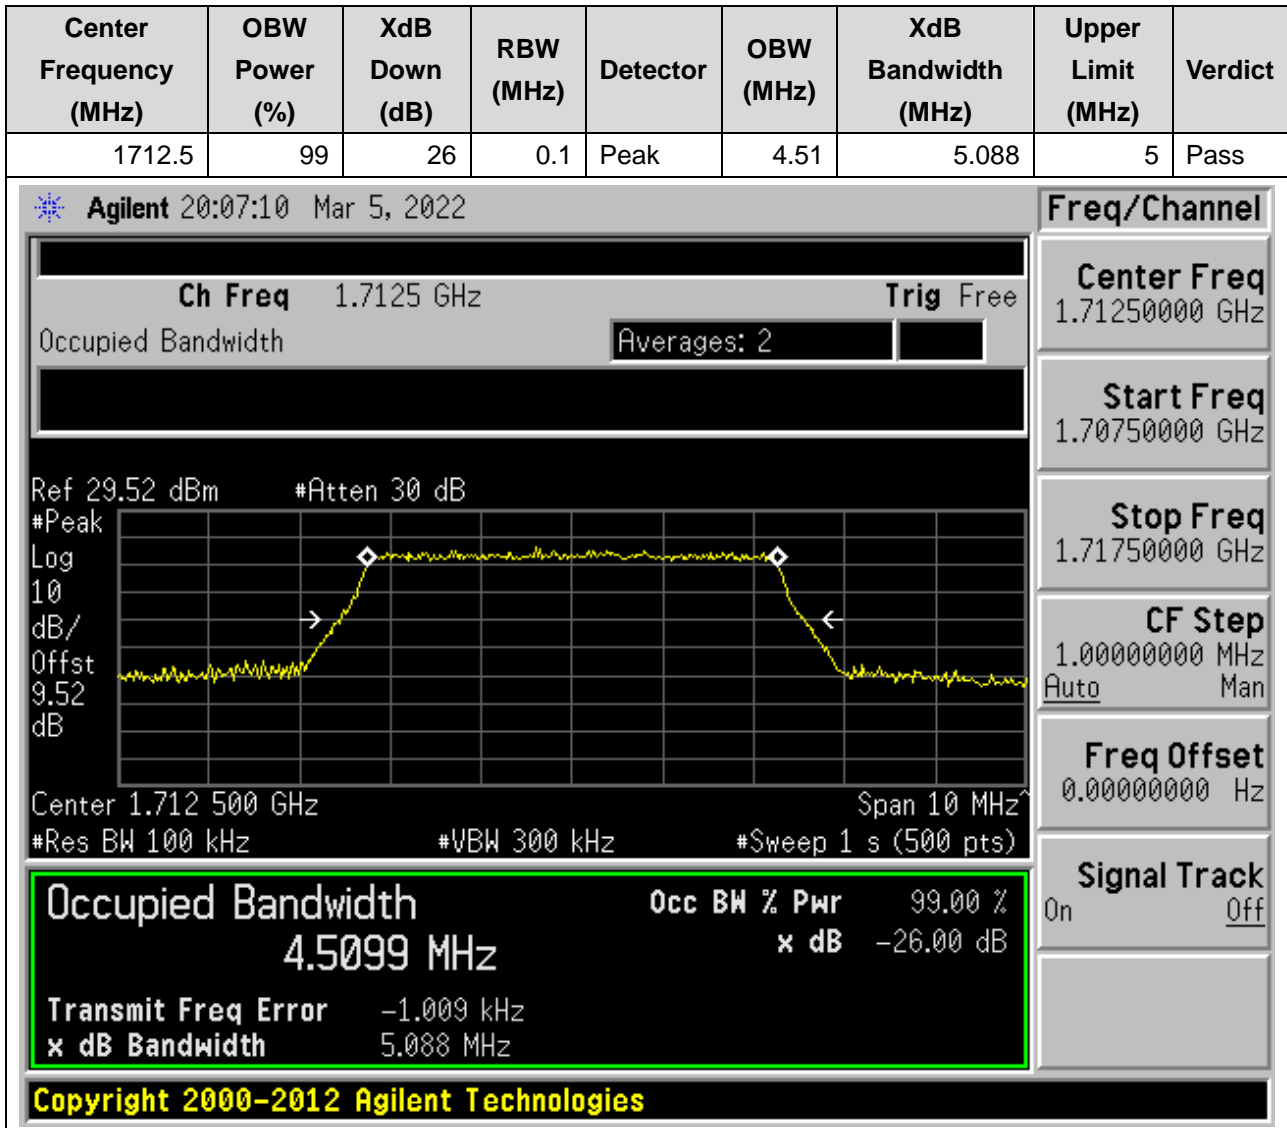 Center Frequency (MHz) OBW Power (%) XdB Down (dB) RBW (MHz) Detector OBW (MHz) XdB Bandwidth (MHz) Upper Limit (MHz) Verdict
1712.5 99 26 0.1 Peak 4.51 5.088 5 Pass
Agilent 20:07:10 Mar 5, 2022 Freq/Channel
Ch Freq 1.7125 GHz Trig Free
Occupied Bandwidth Averages: 2
Center Freq
1.71250000 GHz
Start Freq
1.70750000 GHz
Stop Freq
1.71750000 GHz
CF Step
1.00000000 MHz
Auto Man
Freq Offset
0.00000000 Hz
Signal Track
On Off
Ref 29.52 dBm #Atten 30 dB
#Peak
Log
10
dB/
Offst
9.52
dB
Center 1.712 500 GHz Span 10 MHz^
#Res BW 100 kHz #VBW 300 kHz #Sweep 1 s (500 pts)
Occupied Bandwidth Occ BW % Pwr 99.00 %
4.5099 MHz x dB -26.00 dB
Transmit Freq Error -1.009 kHz
x dB Bandwidth 5.088 MHz
Copyright 2000-2012 Agilent Technologies